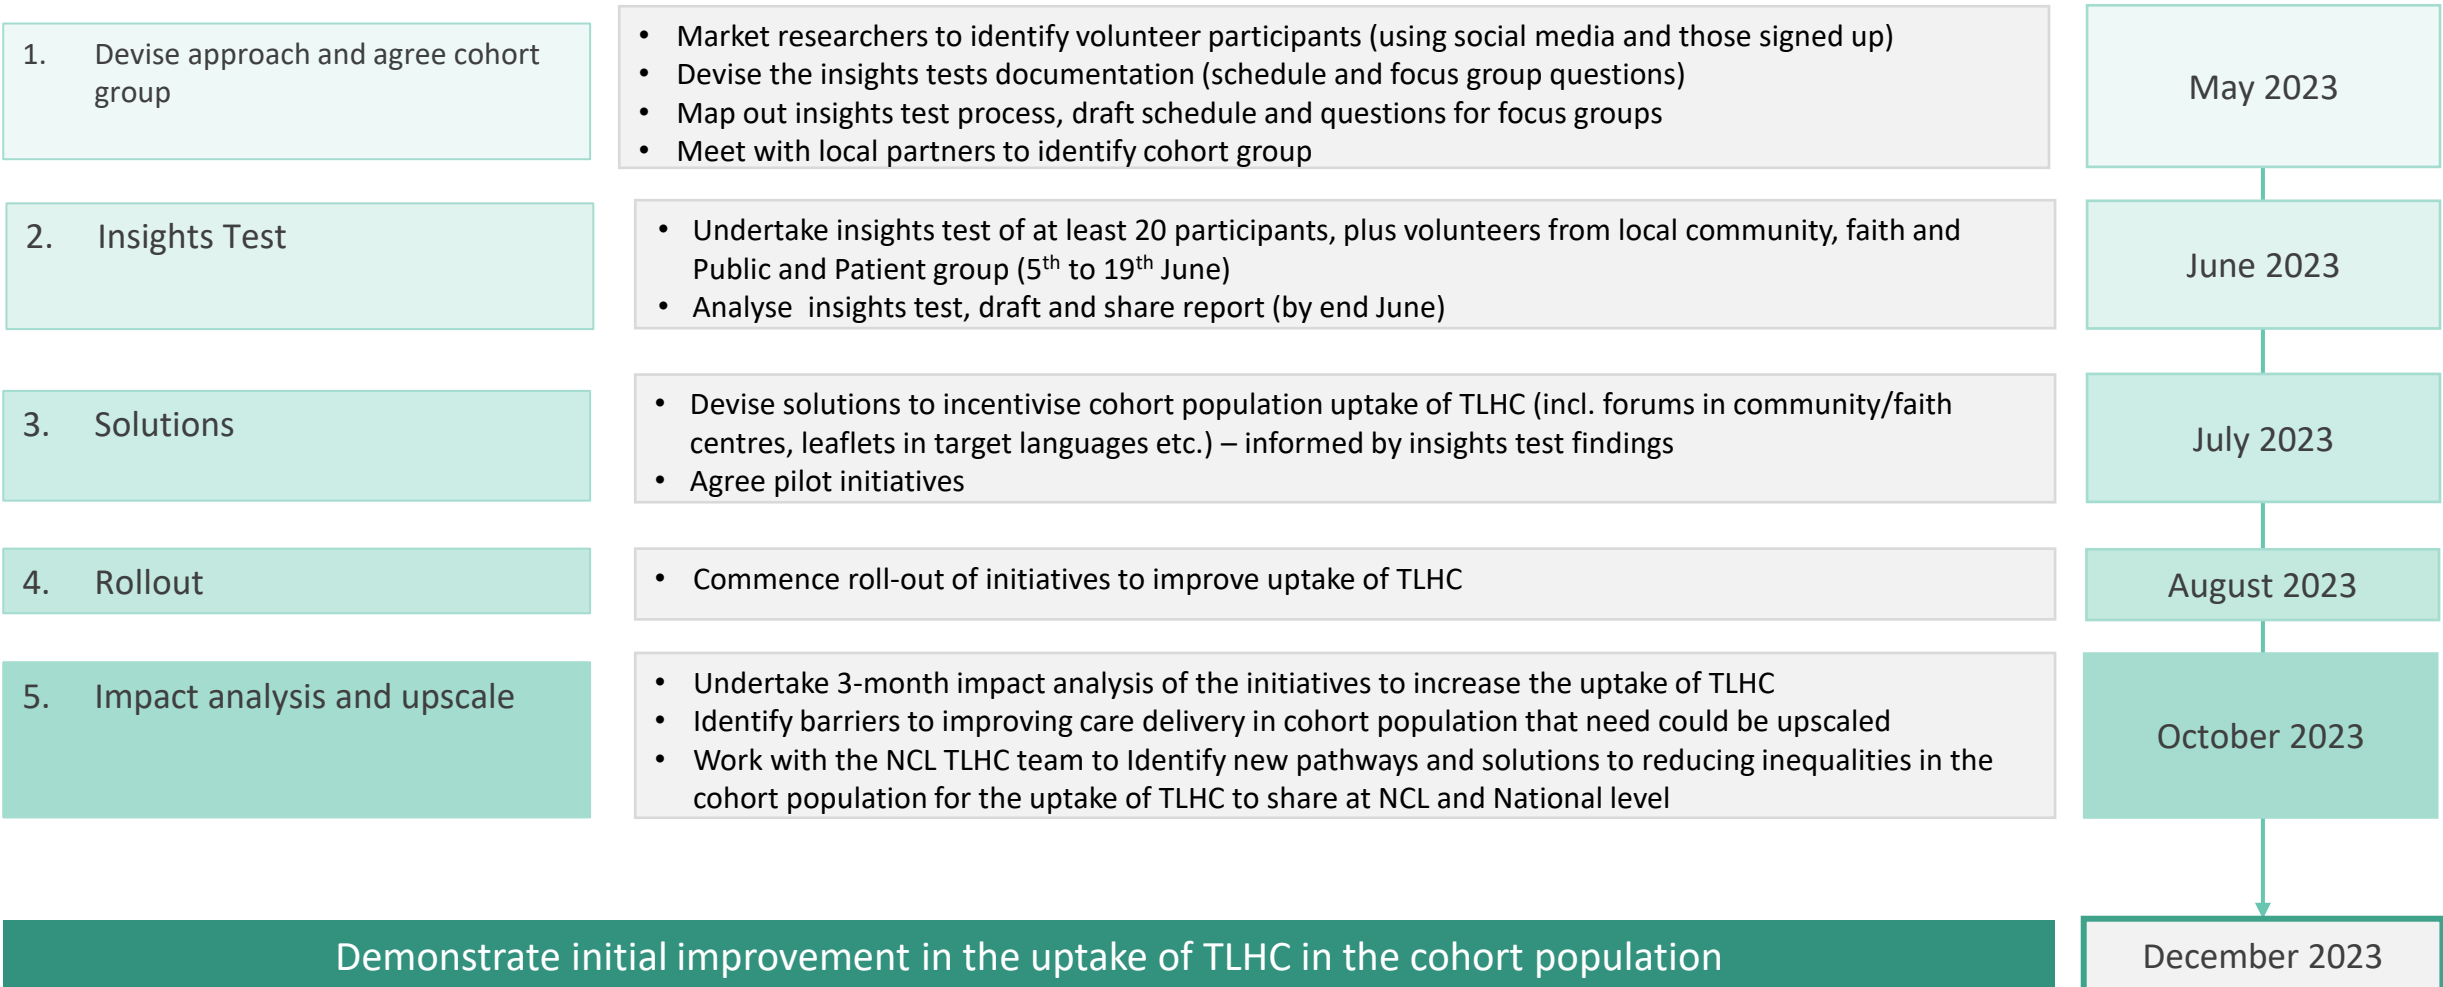 1. Devise approach and agree cohort
group
• Market researchers to identify volunteer participants (using social media and those signed up)
• Devise the insights tests documentation (schedule and focus group questions)
• Map out insights test process, draft schedule and questions for focus groups
• Meet with local partners to identify cohort group
May 2023
2. Insights Test
• Undertake insights test of at least 20 participants, plus volunteers from local community, faith and
Public and Patient group (5th to 19th June)
• Analyse insights test, draft and share report (by end June)
June 2023
3. Solutions
• Devise solutions to incentivise cohort population uptake of TLHC (incl. forums in community/faith
centres, leaflets in target languages etc.) – informed by insights test findings
• Agree pilot initiatives
July 2023
4. Rollout
• Commence roll-out of initiatives to improve uptake of TLHC
August 2023
5. Impact analysis and upscale
• Undertake 3-month impact analysis of the initiatives to increase the uptake of TLHC
• Identify barriers to improving care delivery in cohort population that need could be upscaled
• Work with the NCL TLHC team to Identify new pathways and solutions to reducing inequalities in the
cohort population for the uptake of TLHC to share at NCL and National level
October 2023
Demonstrate initial improvement in the uptake of TLHC in the cohort population
December 2023